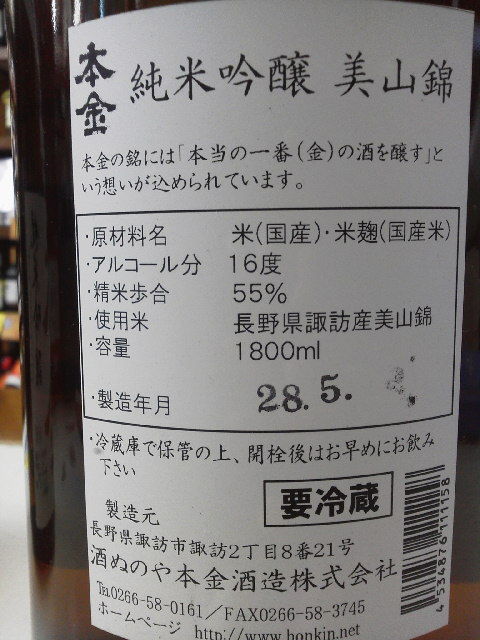 本金 純米吟醸 美山錦
本金の銘には「本当の一番(金)の酒を醸す」と
いう想いが込められています。
・原材料名 米(国産)・米麹(国産米)
・アルコール分 16度
・精米歩合 55%
・使用米 長野県諏訪産美山錦
・容量 1800ml
・製造年月 28.5.
・冷蔵庫で保管の上、開栓後はお早めにお飲み
下さい
要冷蔵
製造元
長野県諏訪市諏訪2丁目8番21号
酒ぬのや本金酒造株式会社
TEL0266-58-0161/FAX0266-58-3745
ホームページ http://www.honkin.net
4534876111158